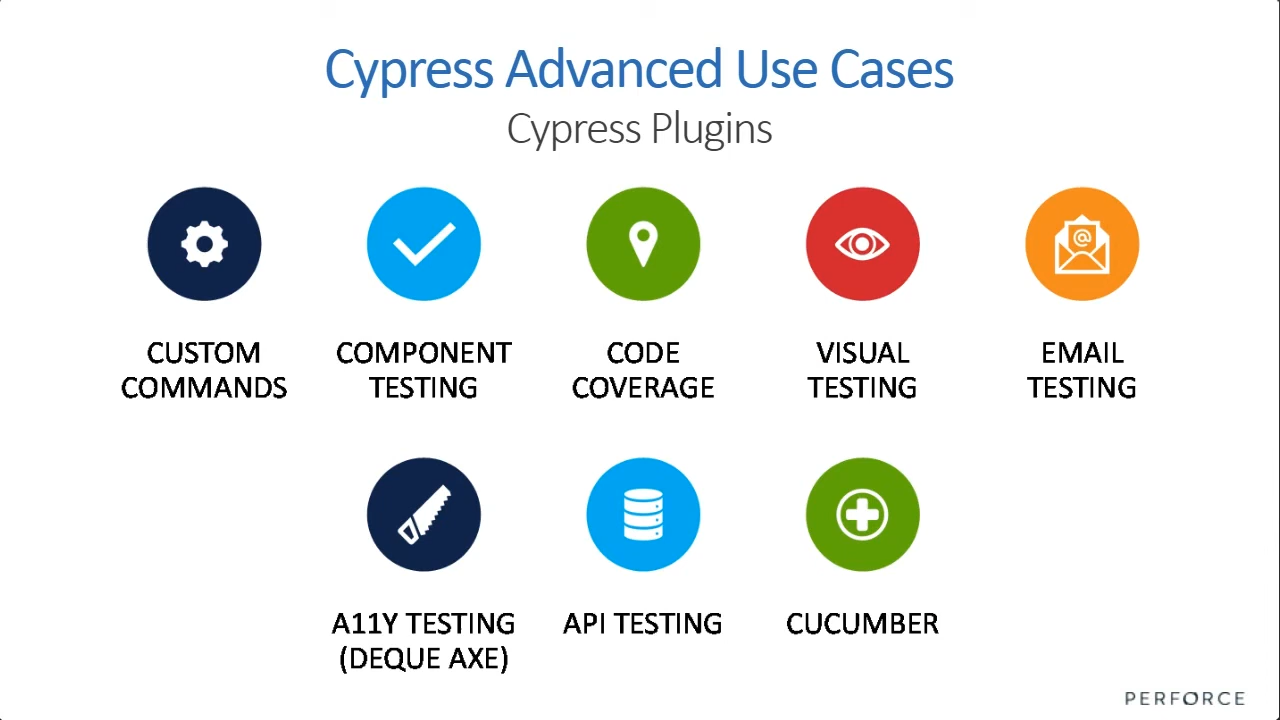 Cypress Advanced Use Cases
Cypress Plugins
@
CUSTOM
COMMANDS
COMPONENT
TESTING
CODE
COVERAGE
VISUAL
TESTING
EMAIL
TESTING
A11Y TESTING
(DEQUE AXE)
API TESTING
CUCUMBER
PERFORCE